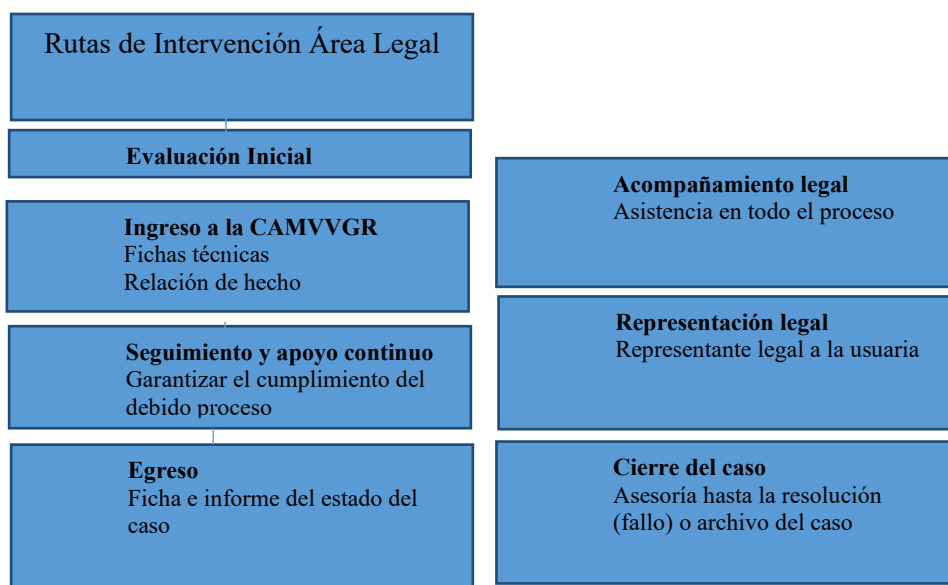 Rutas de Intervención Área Legal
Evaluación Inicial
Ingreso a la CAMVVGR
Fichas técnicas
Relación de hecho
Seguimiento y apoyo continuo
Garantizar el cumplimiento del
debido proceso
Egreso
Ficha e informe del estado del
caso
Acompañamiento legal
Asistencia en todo el proceso
Representación legal
Representante legal a la usuaria
Cierre del caso
Asesoría hasta la resolución
(fallo) o archivo del caso